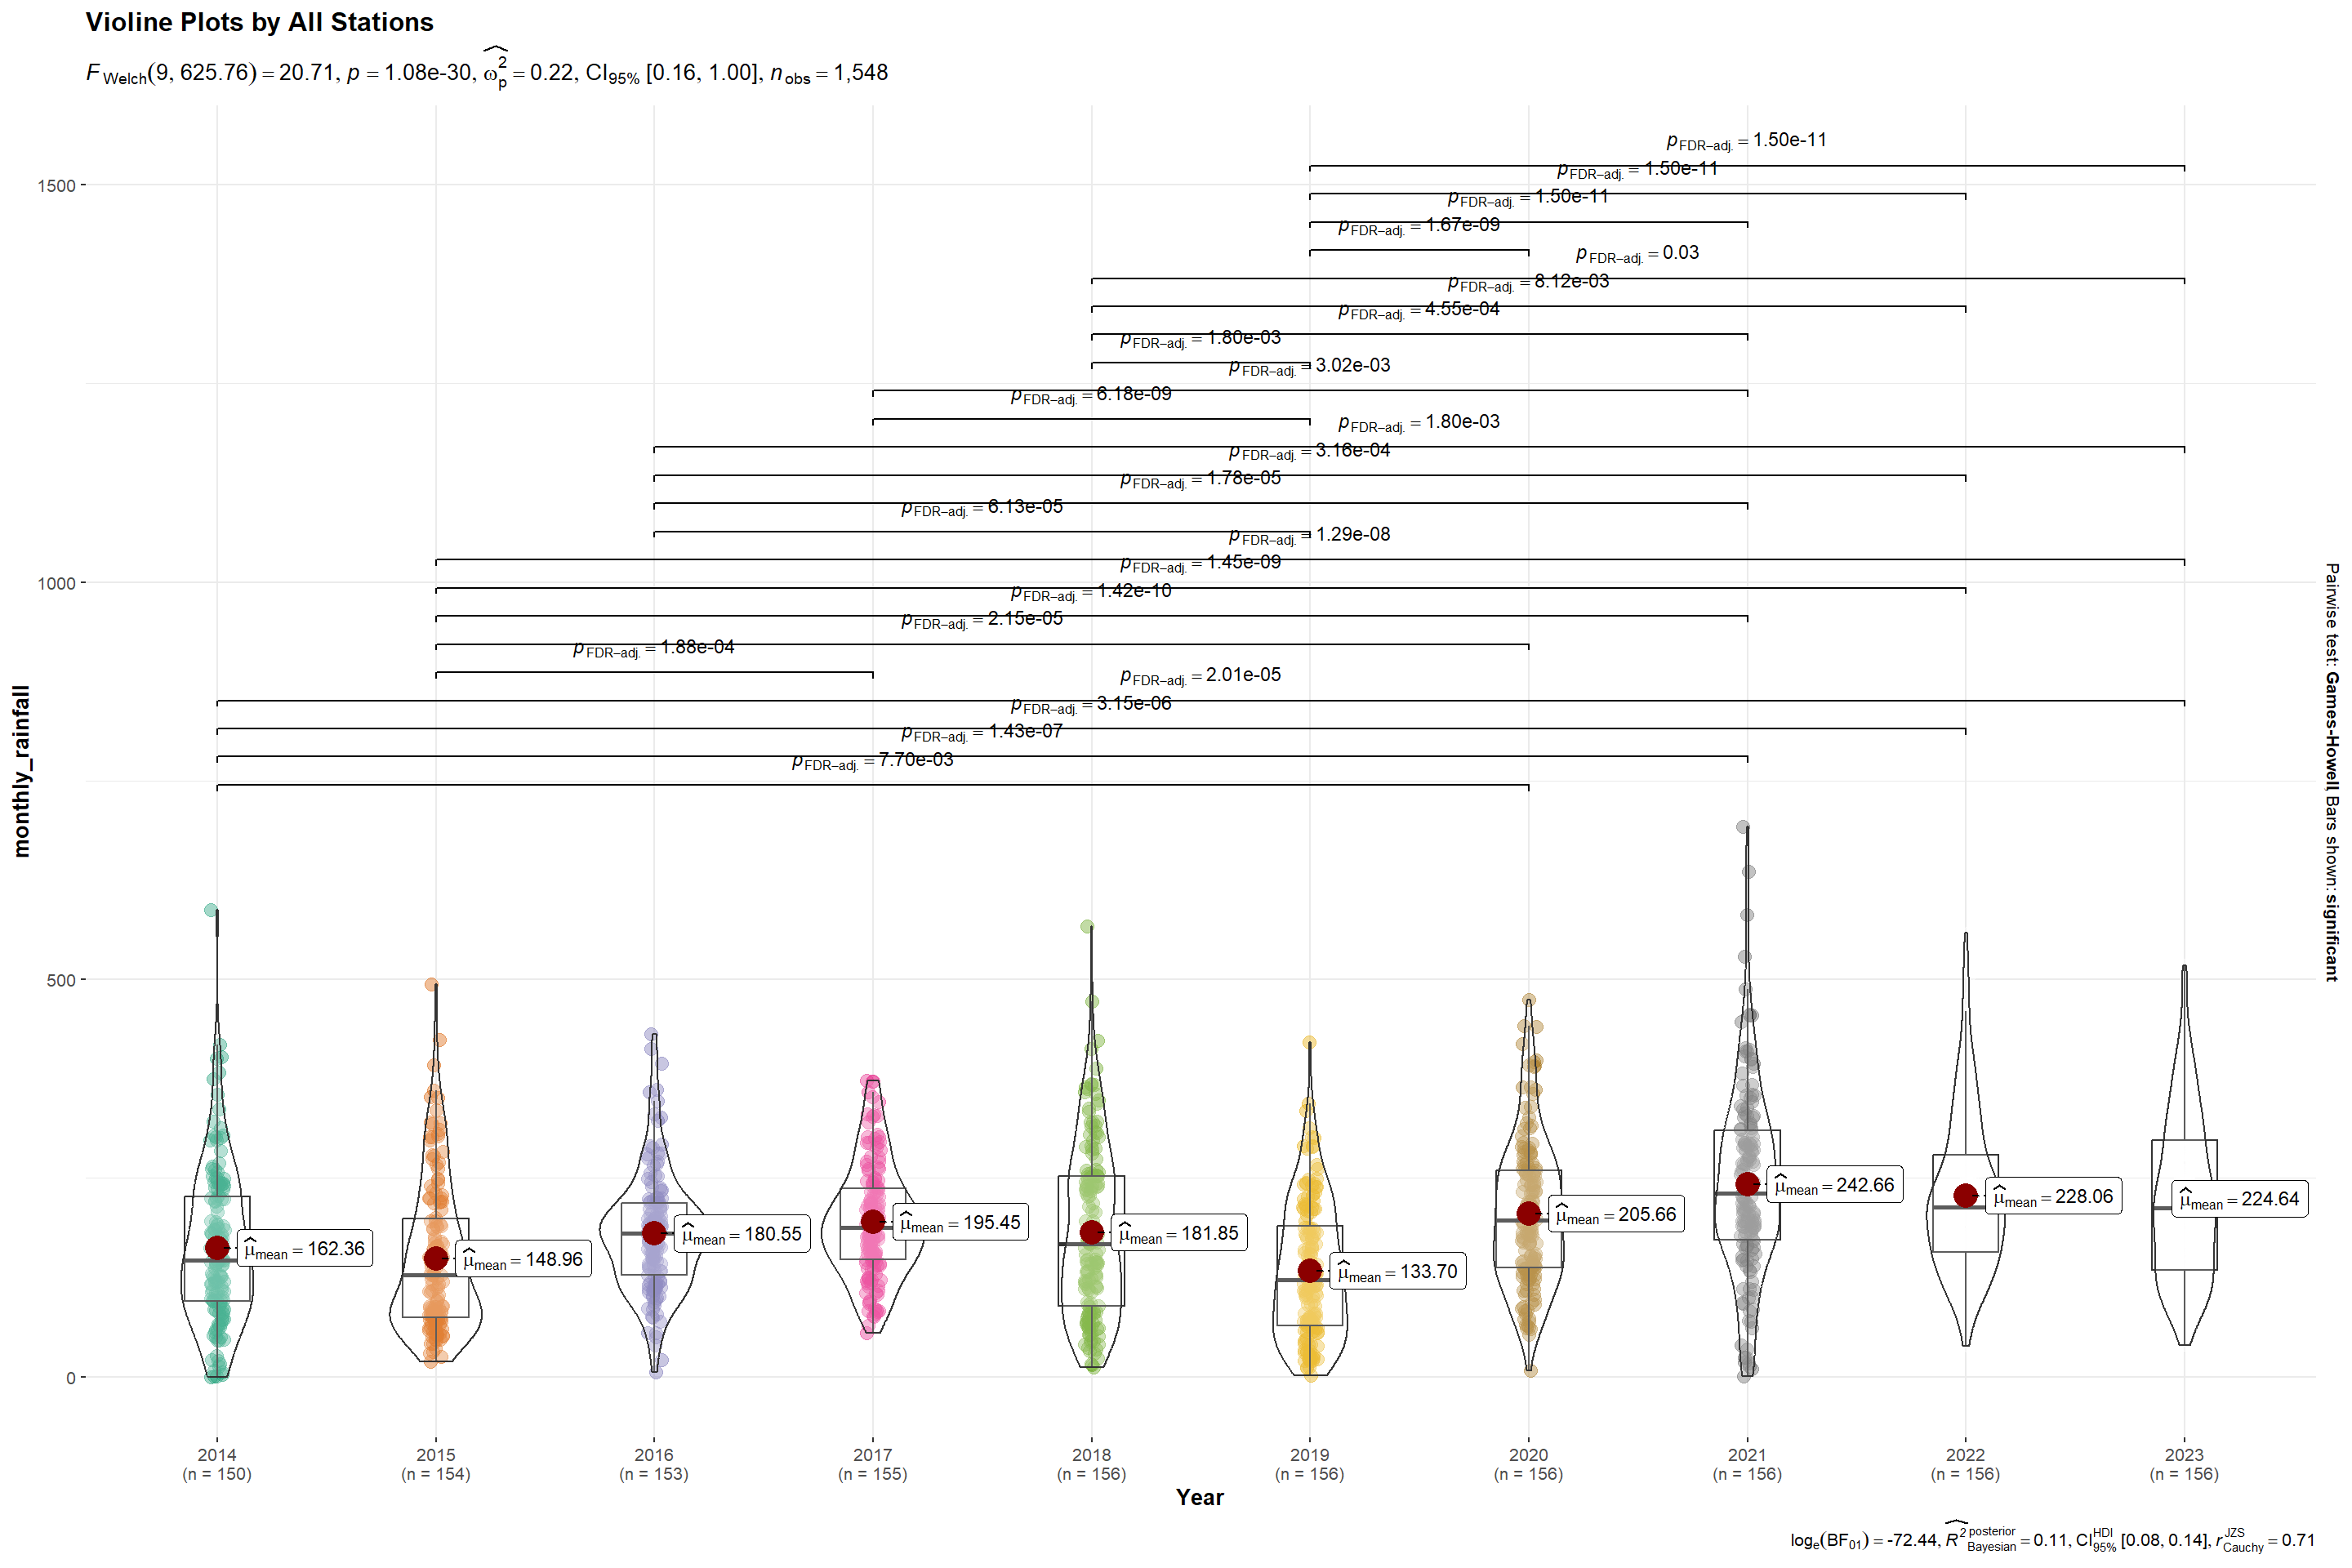 Violine Plots by All Stations
F Welch(9, 625.76) = 20.71, p = 1.08e-30, ω̂²p = 0.22, CI95% [0.16, 1.00], nobs = 1,548
pFDR–adj. = 1.50e-11
pFDR–adj. = 1.50e-11
pFDR–adj. = 1.50e-11
pFDR–adj. = 1.67e-09
pFDR–adj. = 0.03
pFDR–adj. = 8.12e-03
pFDR–adj. = 4.55e-04
pFDR–adj. = 1.80e-03
pFDR–adj. = 3.02e-03
pFDR–adj. = 6.18e-09
pFDR–adj. = 1.80e-03
pFDR–adj. = 3.16e-04
pFDR–adj. = 1.78e-05
pFDR–adj. = 6.13e-05
pFDR–adj. = 1.29e-08
pFDR–adj. = 1.45e-09
pFDR–adj. = 1.42e-10
pFDR–adj. = 2.15e-05
pFDR–adj. = 1.88e-04
pFDR–adj. = 2.01e-05
pFDR–adj. = 3.15e-06
pFDR–adj. = 1.43e-07
pFDR–adj. = 7.70e-03
1500
1000
500
0
monthly_rainfall
μ̂mean = 162.36
μ̂mean = 148.96
μ̂mean = 180.55
μ̂mean = 195.45
μ̂mean = 181.85
μ̂mean = 133.70
μ̂mean = 205.66
μ̂mean = 242.66
μ̂mean = 228.06
μ̂mean = 224.64
Pairwise test: Games-Howell, Bars shown: significant
2014 2015 2016 2017 2018 2019 2020 2021 2022 2023
(n = 150) (n = 154) (n = 153) (n = 155) (n = 156) (n = 156) (n = 156) (n = 156) (n = 156) (n = 156)
Year
loge(BF01) = -72.44, R̂² posterior Bayesian = 0.11, CI HDI 95% [0.08, 0.14], r JZS Cauchy = 0.71